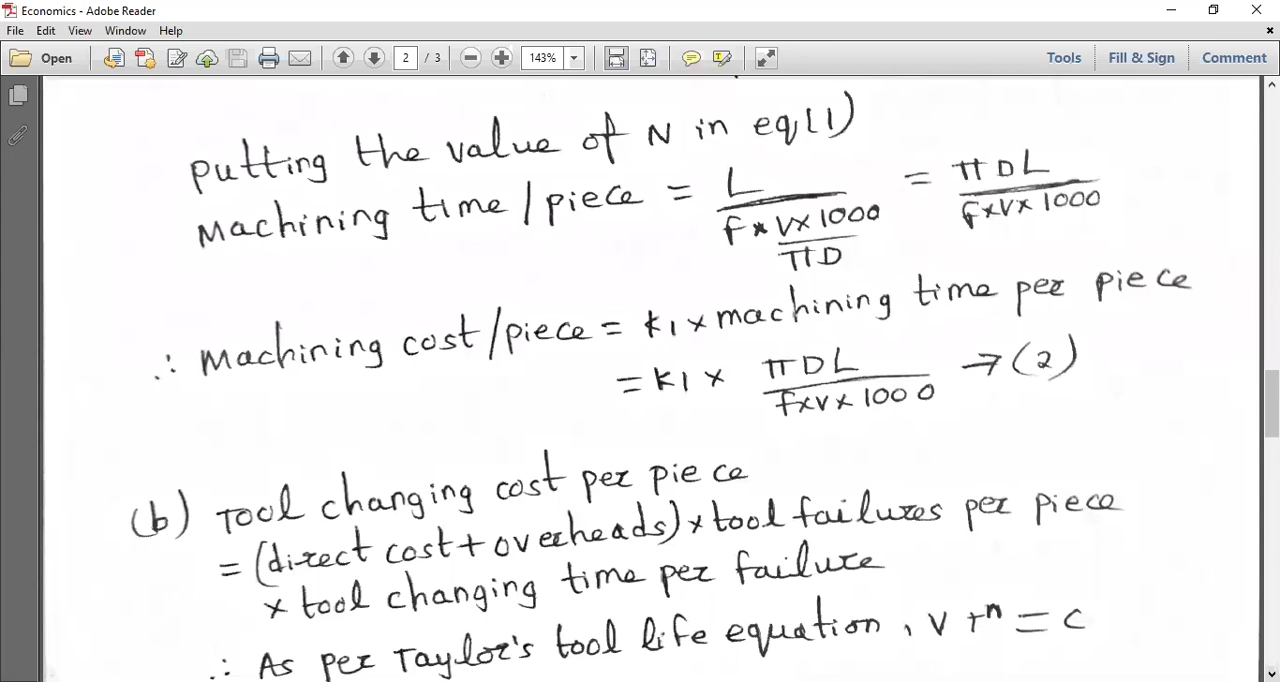 Economics - Adobe Reader
File Edit View Window Help
Open 2 / 3 143% Tools Fill & Sign Comment
Putting the value of N in eq(1)
Machining time/piece = L / (f * V×1000 / πD) = πDL / (f×V×1000)
∴ Machining cost/piece = K1 × machining time per piece
= K1 × πDL / (f×V×1000) → (2)
(b) Tool changing cost per piece
= (direct cost + overheads) × tool failures per piece
× tool changing time per failure
∴ As per Taylor's tool life equation, V T^n = C